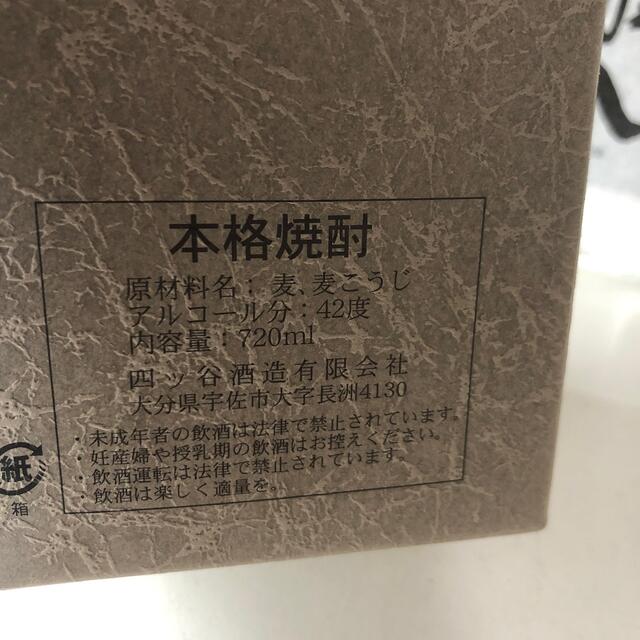 本格焼酎
原材料名：麦、麦こうじ
アルコール分：42度
内容量：720ml
四ッ谷酒造有限会社
大分県宇佐市大字長洲4130
・未成年者の飲酒は法律で禁止されています。
・妊産婦や授乳期の飲酒はお控えください。
・飲酒運転は法律で禁止されています。
・飲酒は楽しく適量を。
紙
箱